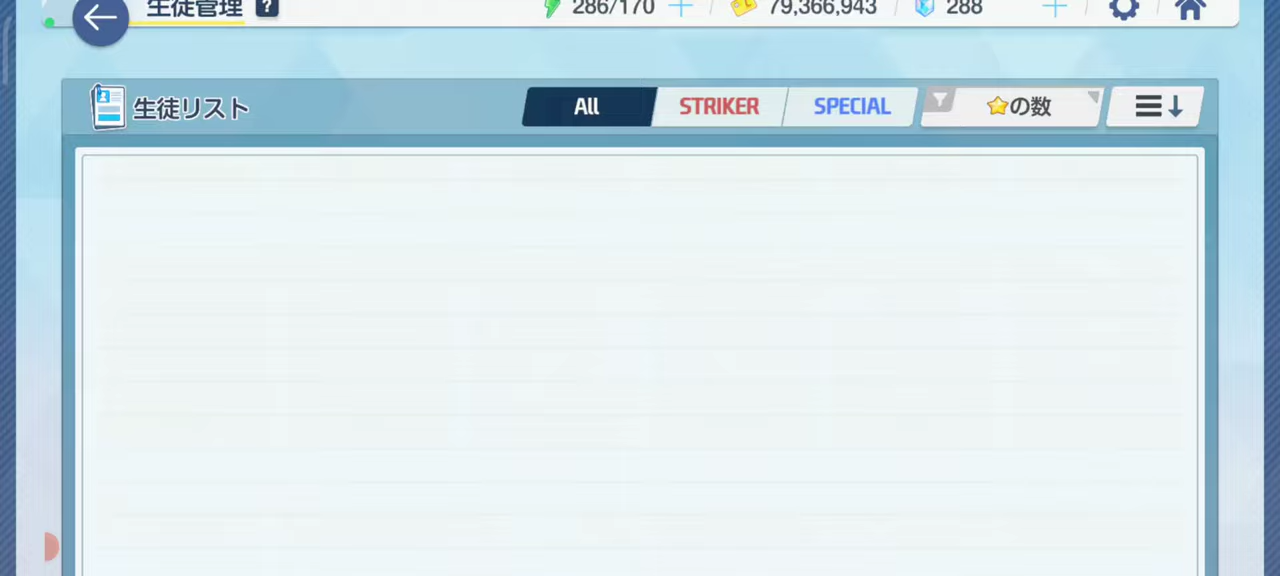 生徒管理 ? 286/170 79,366,943 288
生徒リスト All STRIKER SPECIAL ⭐の数